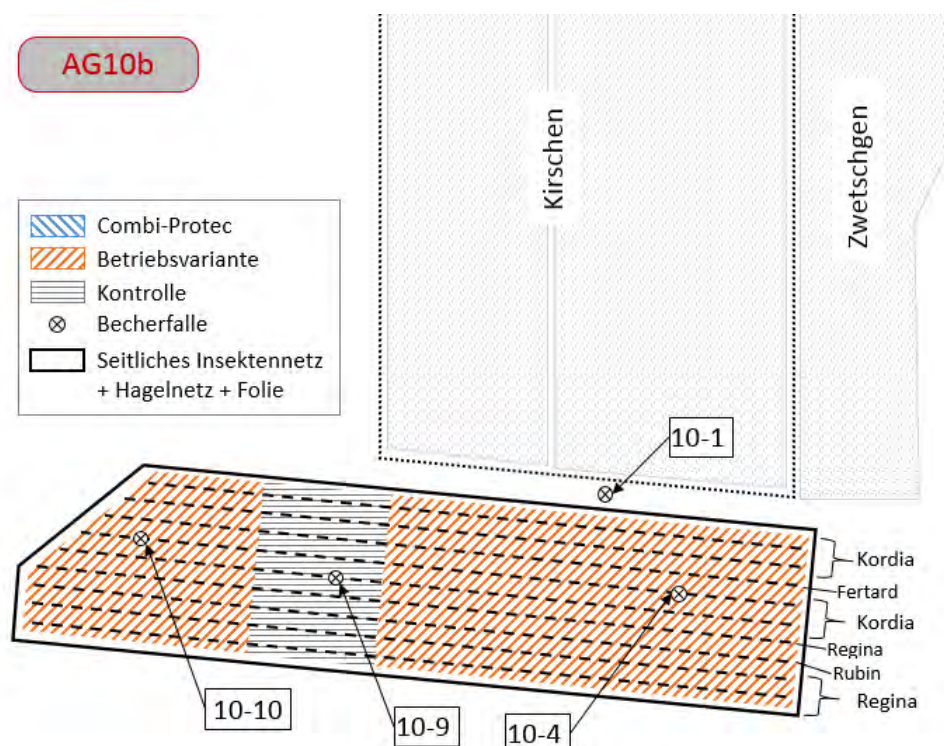 AG10b
Kirschen
Zwetschgen
Combi-Protec
Betriebsvariante
Kontrolle
Becherfalle
Seitliches Insektennetz
+ Hagelnetz + Folie
10-1
Kordia
Fertard
Kordia
Regina
Rubin
Regina
10-10
10-9
10-4